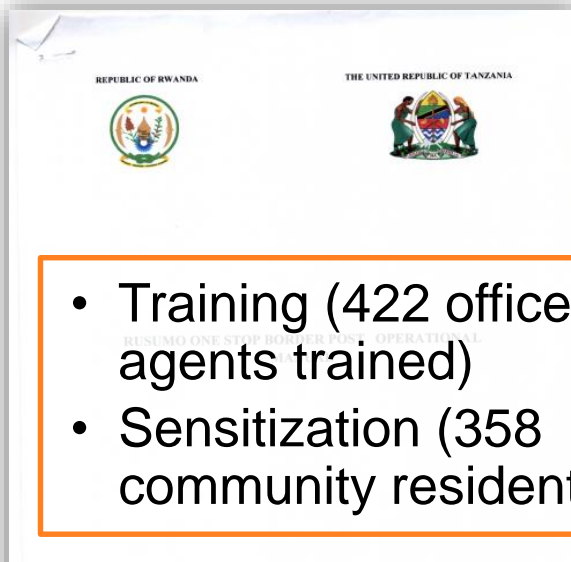 REPUBLIC OF RWANDA
THE UNITED REPUBLIC OF TANZANIA
RUSUMO ONE STOP BORDER POST OPERATIONAL
• Training (422 office
agents trained)
• Sensitization (358
community resident